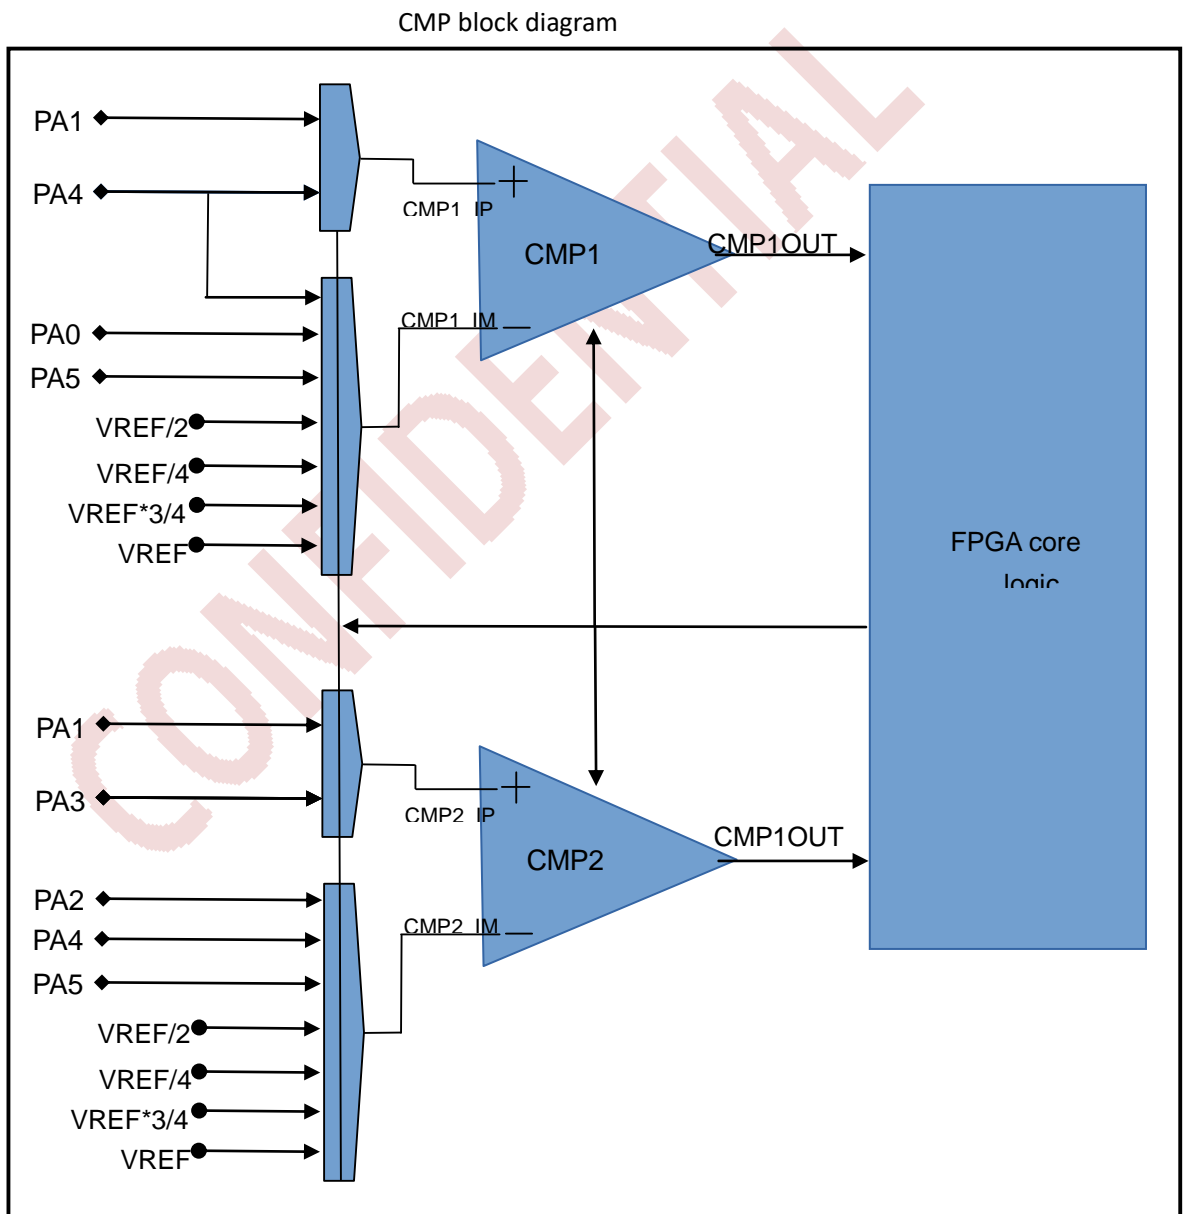 CMP block diagram
PA1
PA4
CMP1_IP
CMP1
CMP1OUT
PA0
CMP1_IM
PA5
VREF/2
VREF/4
VREF*3/4
VREF
FPGA core
logic
PA1
PA3
CMP2_IP
CMP2
CMP1OUT
PA2
CMP2_IM
PA4
PA5
VREF/2
VREF/4
VREF*3/4
VREF
CONFIDENTIAL